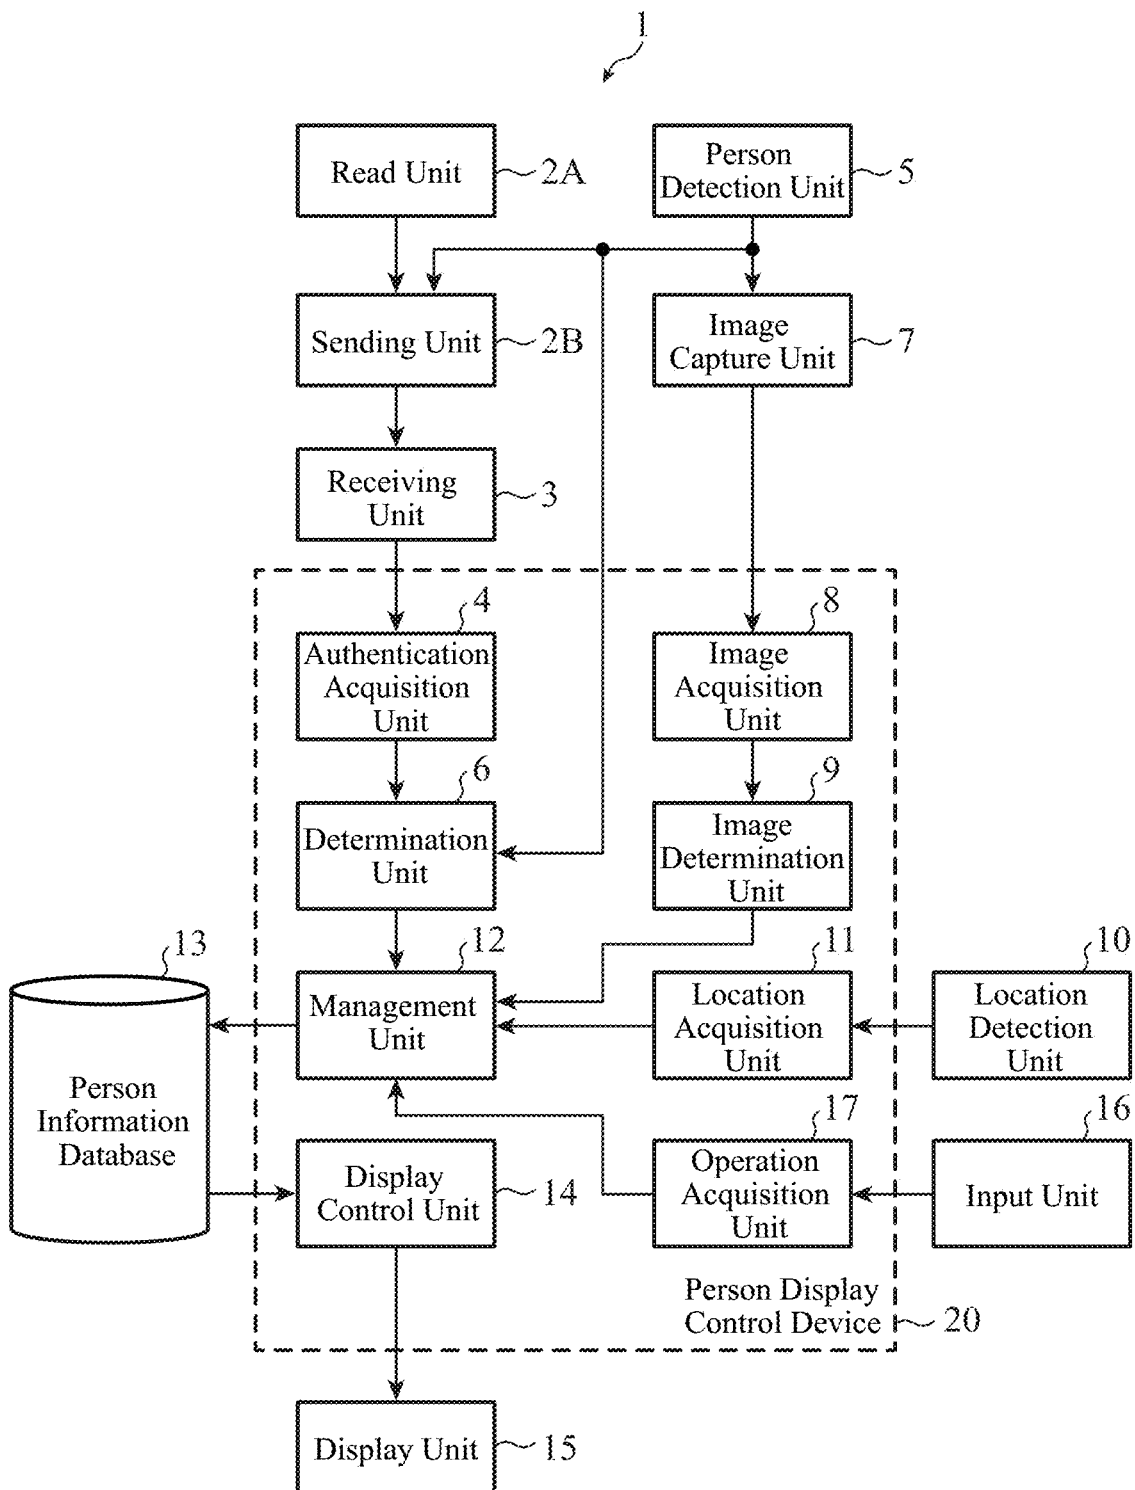 1
Read Unit
2A
Person
Detection Unit
5
Sending Unit
2B
Image
Capture Unit
7
Receiving
Unit
3
4
Authentication
Acquisition
Unit
8
Image
Acquisition
Unit
6
Determination
Unit
9
Image
Determination
Unit
13
Person
Information
Database
12
Management
Unit
11
Location
Acquisition
Unit
10
Location
Detection
Unit
Display
Control Unit
14
17
Operation
Acquisition
Unit
16
Input Unit
Person Display
Control Device
20
Display Unit
15